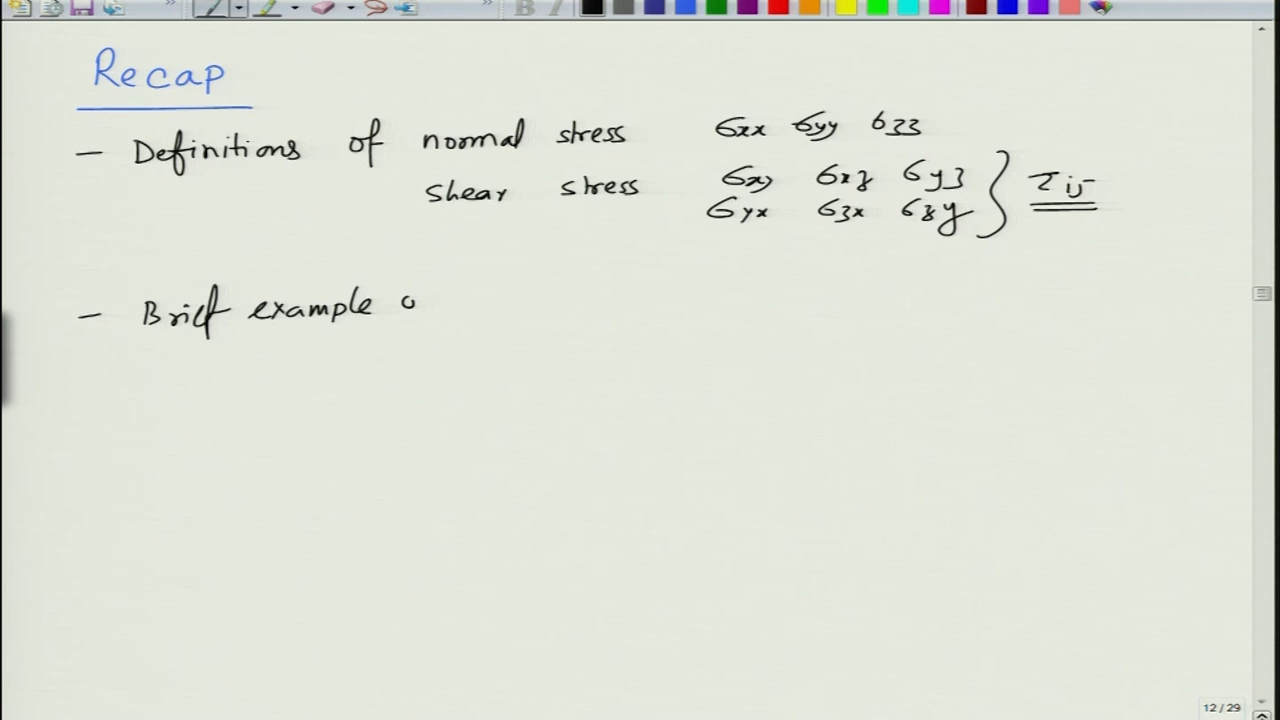 Recap
- Definitions of normal stress σxx σyy σzz
shear stress σxy σxz σyz } τij
σyx σzx σzy
- Brief example o
12 / 29